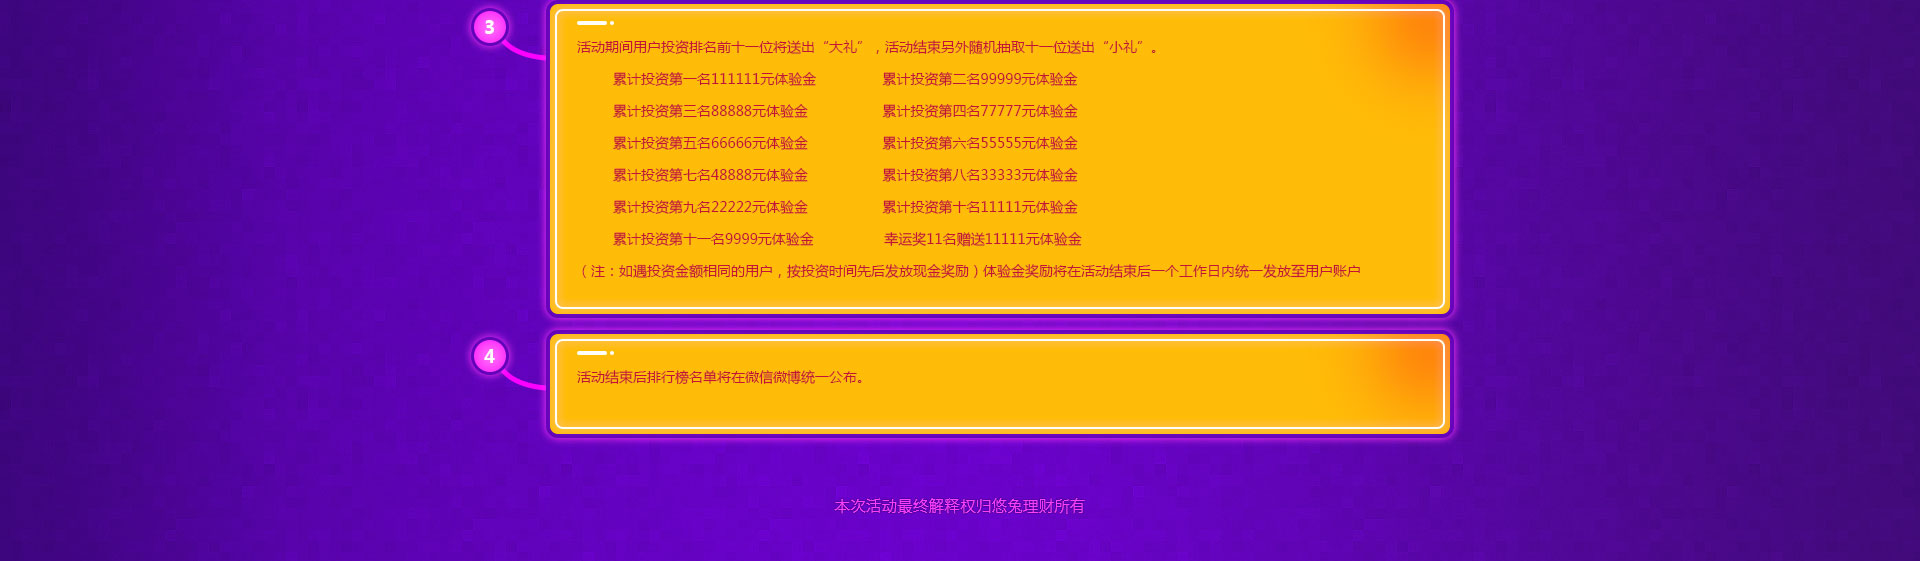 3
活动期间用户投资排名前十一位将送出“大礼”，活动结束另外随机抽取十一位送出“小礼”。
累计投资第一名111111元体验金 累计投资第二名99999元体验金
累计投资第三名88888元体验金 累计投资第四名77777元体验金
累计投资第五名66666元体验金 累计投资第六名55555元体验金
累计投资第七名48888元体验金 累计投资第八名33333元体验金
累计投资第九名22222元体验金 累计投资第十名11111元体验金
累计投资第十一名9999元体验金 幸运奖11名赠送11111元体验金
（注：如遇投资金额相同的用户，按投资时间先后发放现金奖励）体验金奖励将在活动结束后一个工作日内统一发放至用户账户
4
活动结束后排行榜名单将在微信微博统一公布。
本次活动最终解释权归悠兔理财所有